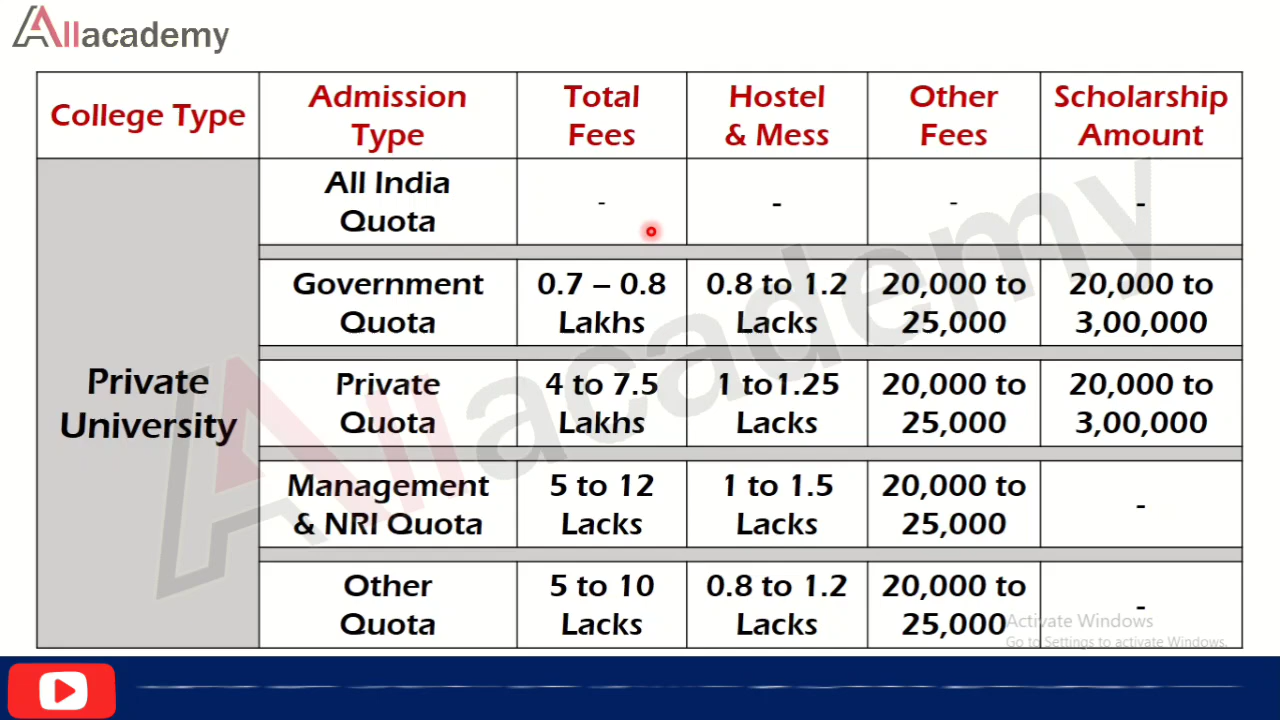 Allacademy
College Type
Admission
Type
Total
Fees
Hostel
& Mess
Other
Fees
Scholarship
Amount
Private
University
All India
Quota
-
-
-
-
Government
Quota
0.7 – 0.8
Lakhs
0.8 to 1.2
Lacks
20,000 to
25,000
20,000 to
3,00,000
Private
Quota
4 to 7.5
Lakhs
1 to1.25
Lacks
20,000 to
25,000
20,000 to
3,00,000
Management
& NRI Quota
5 to 12
Lacks
1 to 1.5
Lacks
20,000 to
25,000
-
Other
Quota
5 to 10
Lacks
0.8 to 1.2
Lacks
20,000 to
25,000
-
Allacademy
Activate Windows
Go to Settings to activate Windows.